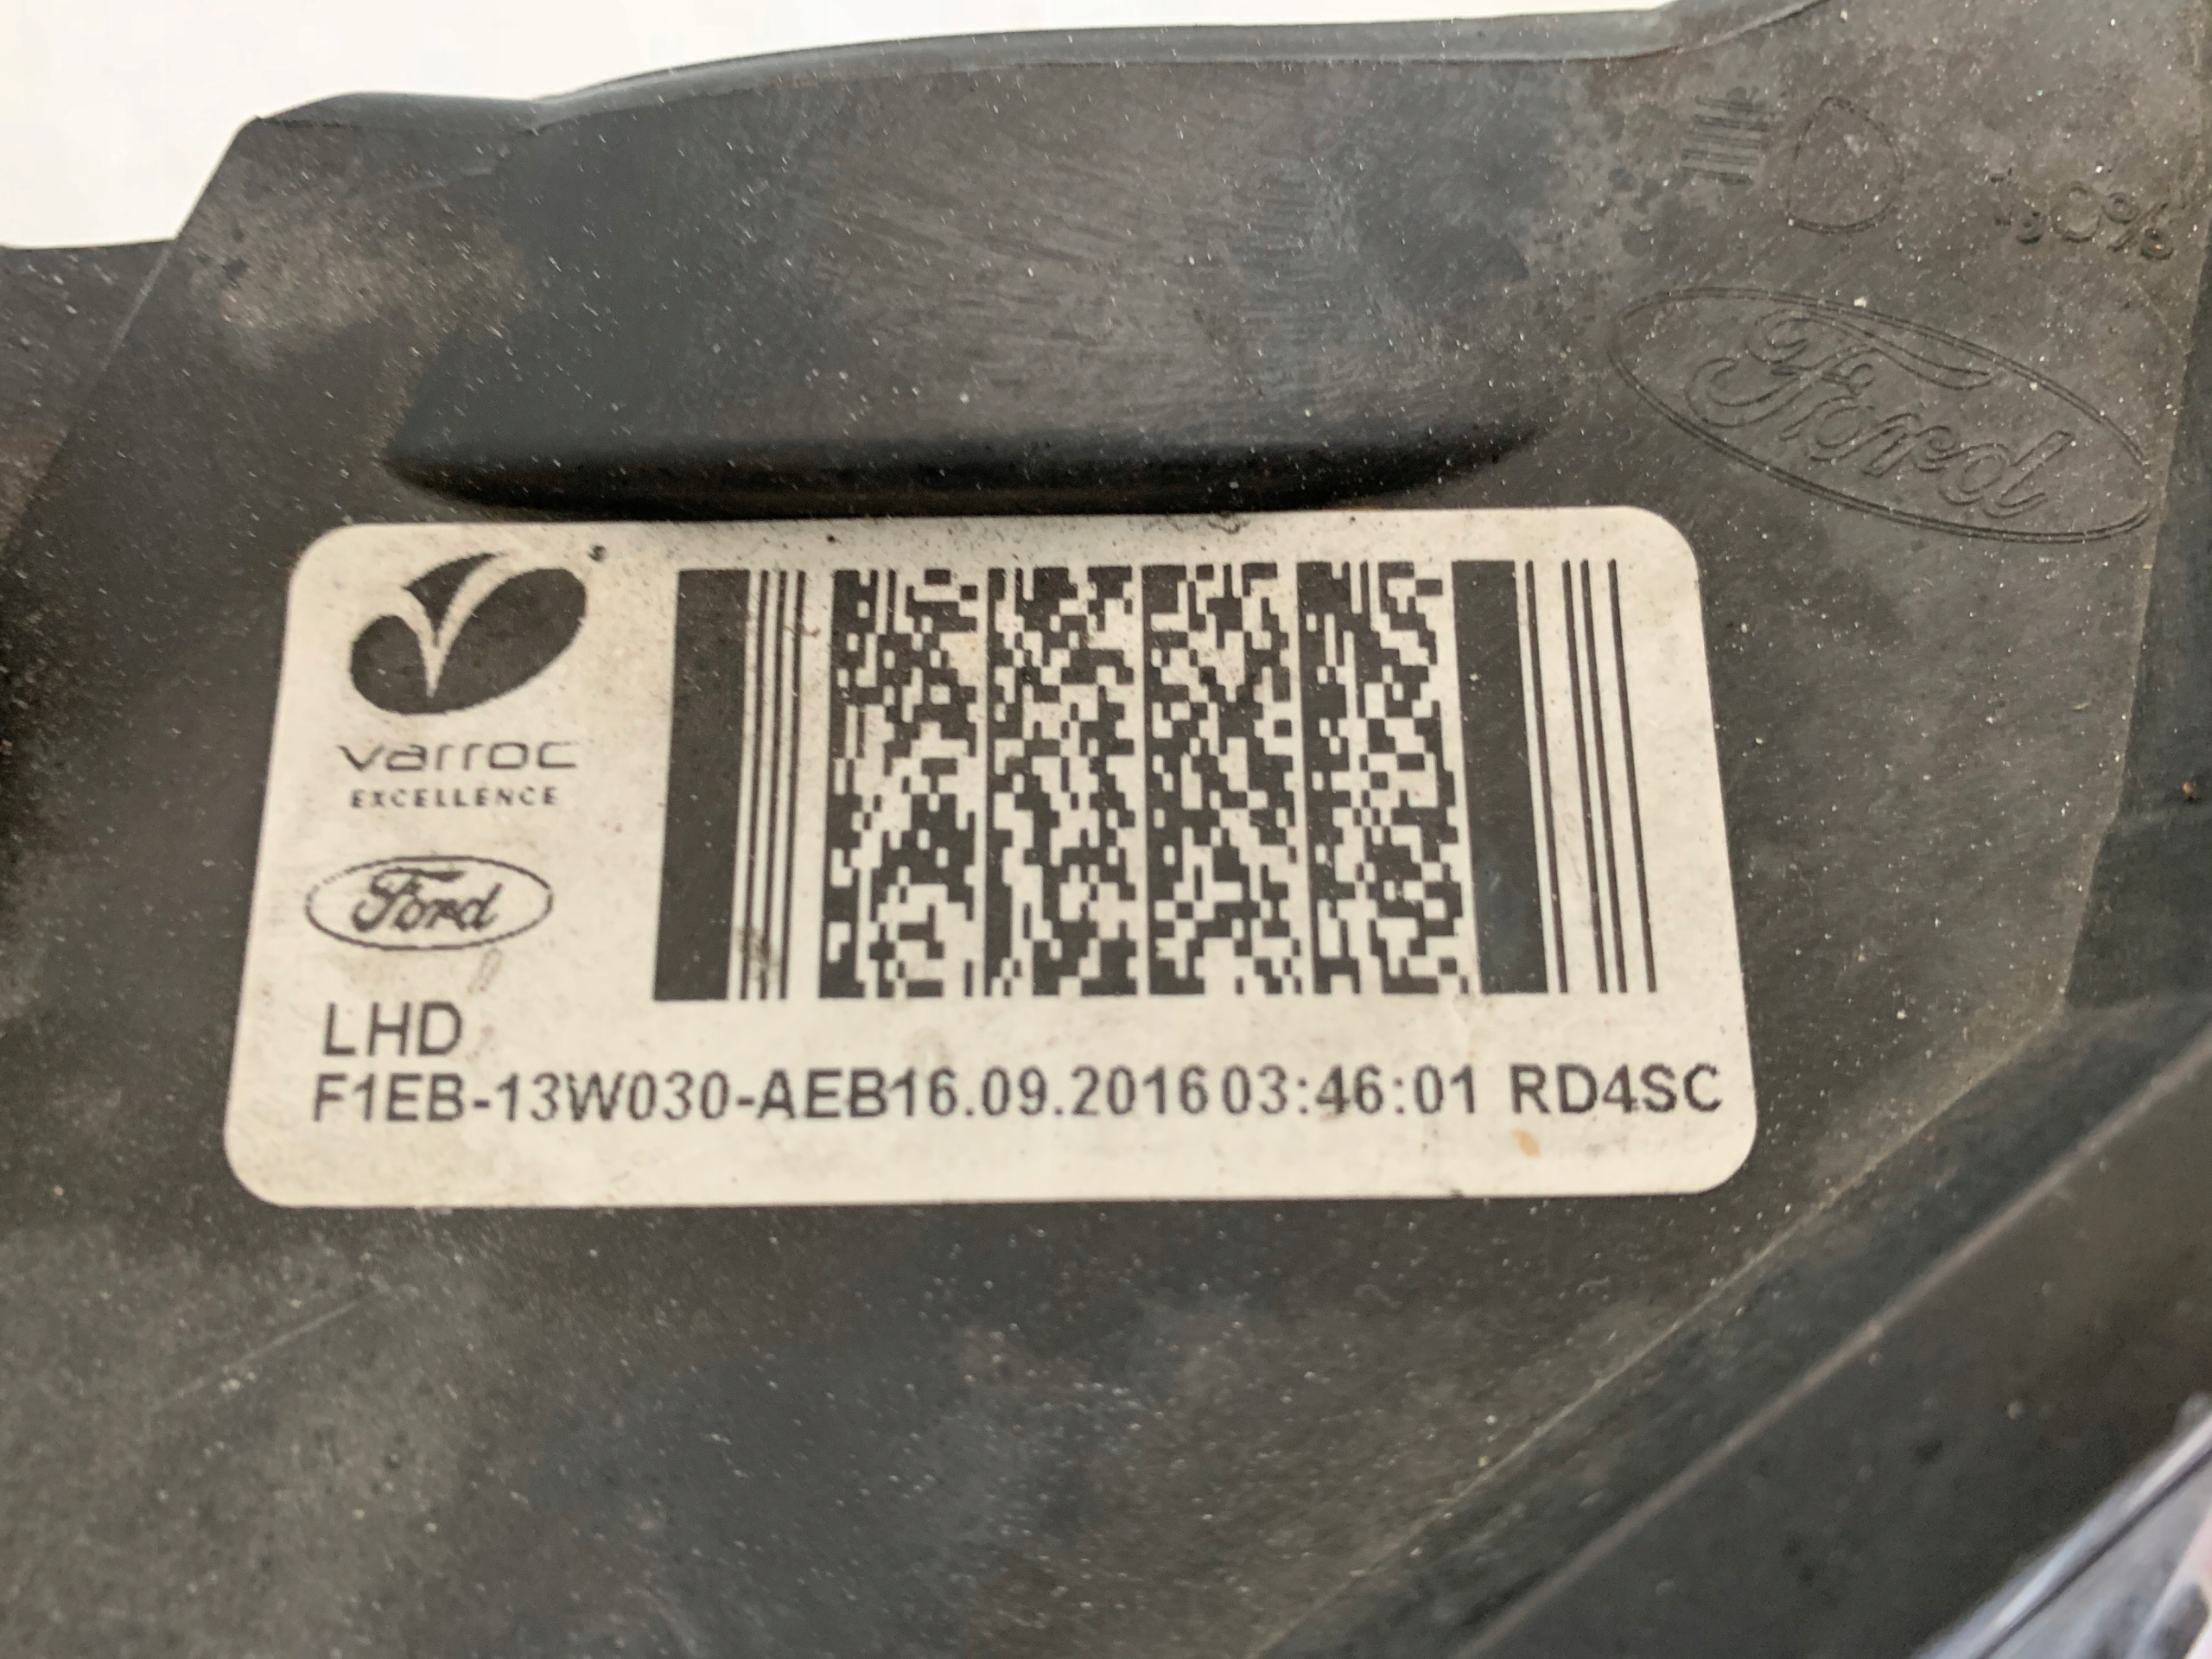 Ford
varroc
EXCELLENCE
Ford
LHD
F1EB-13W030-AEB16.09.2016 03:46:01 RD4SC